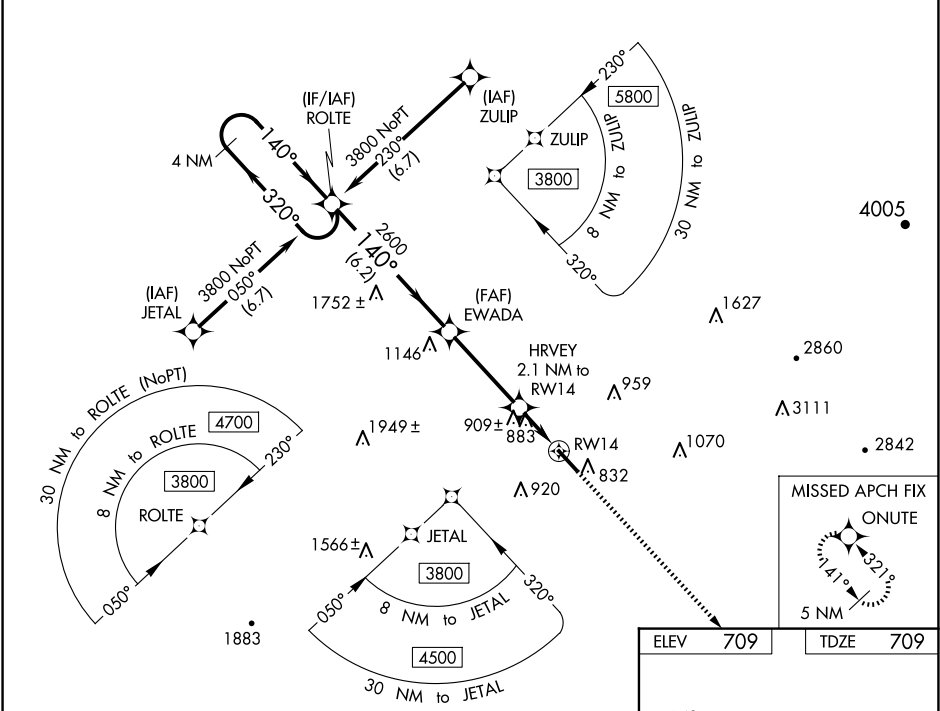 (IF/IAF)
ROLTE
(IAF)
ZULIP
3800 NoPT
230°
(6.7)
140°
4 NM
320°
3800 NoPT
050°
(6.7)
(IAF)
JETAL
230°
5800
ZULIP
3800
8 NM to ZULIP
30 NM to ZULIP
320°
4005
2600
140°
(6.2)
1752 ±
(FAF)
EWADA
1146
1627
HRVEY
2.1 NM to
RW14
2860
959
3111
909±
883
RW14
832
1070
2842
1949 ±
920
30 NM to ROLTE (NoPT)
4700
8 NM to ROLTE
3800
ROLTE
230°
050°
1566 ±
1883
JETAL
3800
050°
320°
8 NM to JETAL
4500
30 NM to JETAL
MISSED APCH FIX
ONUTE
321°
141°
5 NM
ELEV 709
TDZE 709